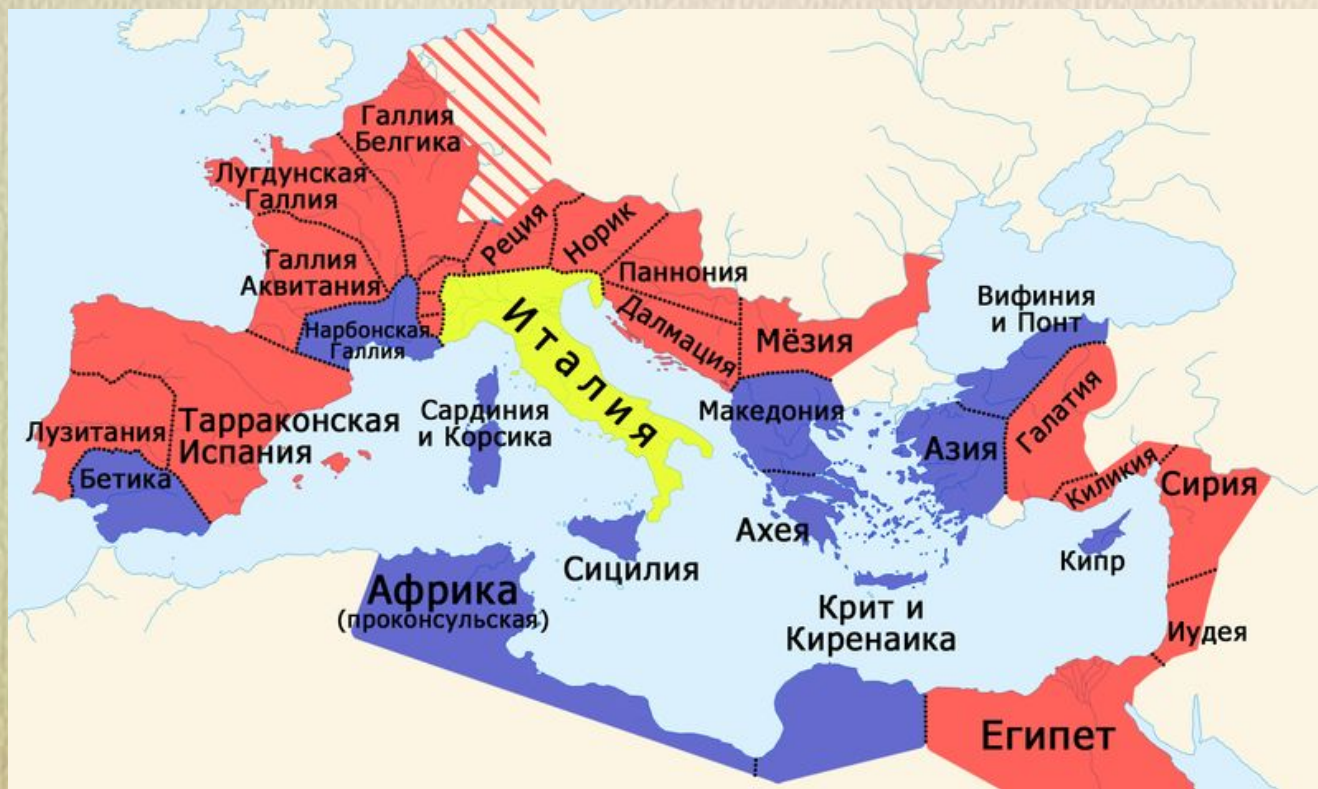 Галлия
Белгика
Лугдунская
Галлия
Галлия
Аквитания
Нарбонская
Галлия
Реция
Норик
Паннония
Далмация
Мёзия
Италия
Вифиния
и Понт
Галатия
Азия
Киликия
Сирия
Македония
Лузитания
Тарраконская
Испания
Бетика
Сардиния
и Корсика
Ахея
Сицилия
Кипр
Африка
(проконсульская)
Крит и
Киренаика
Иудея
Египет